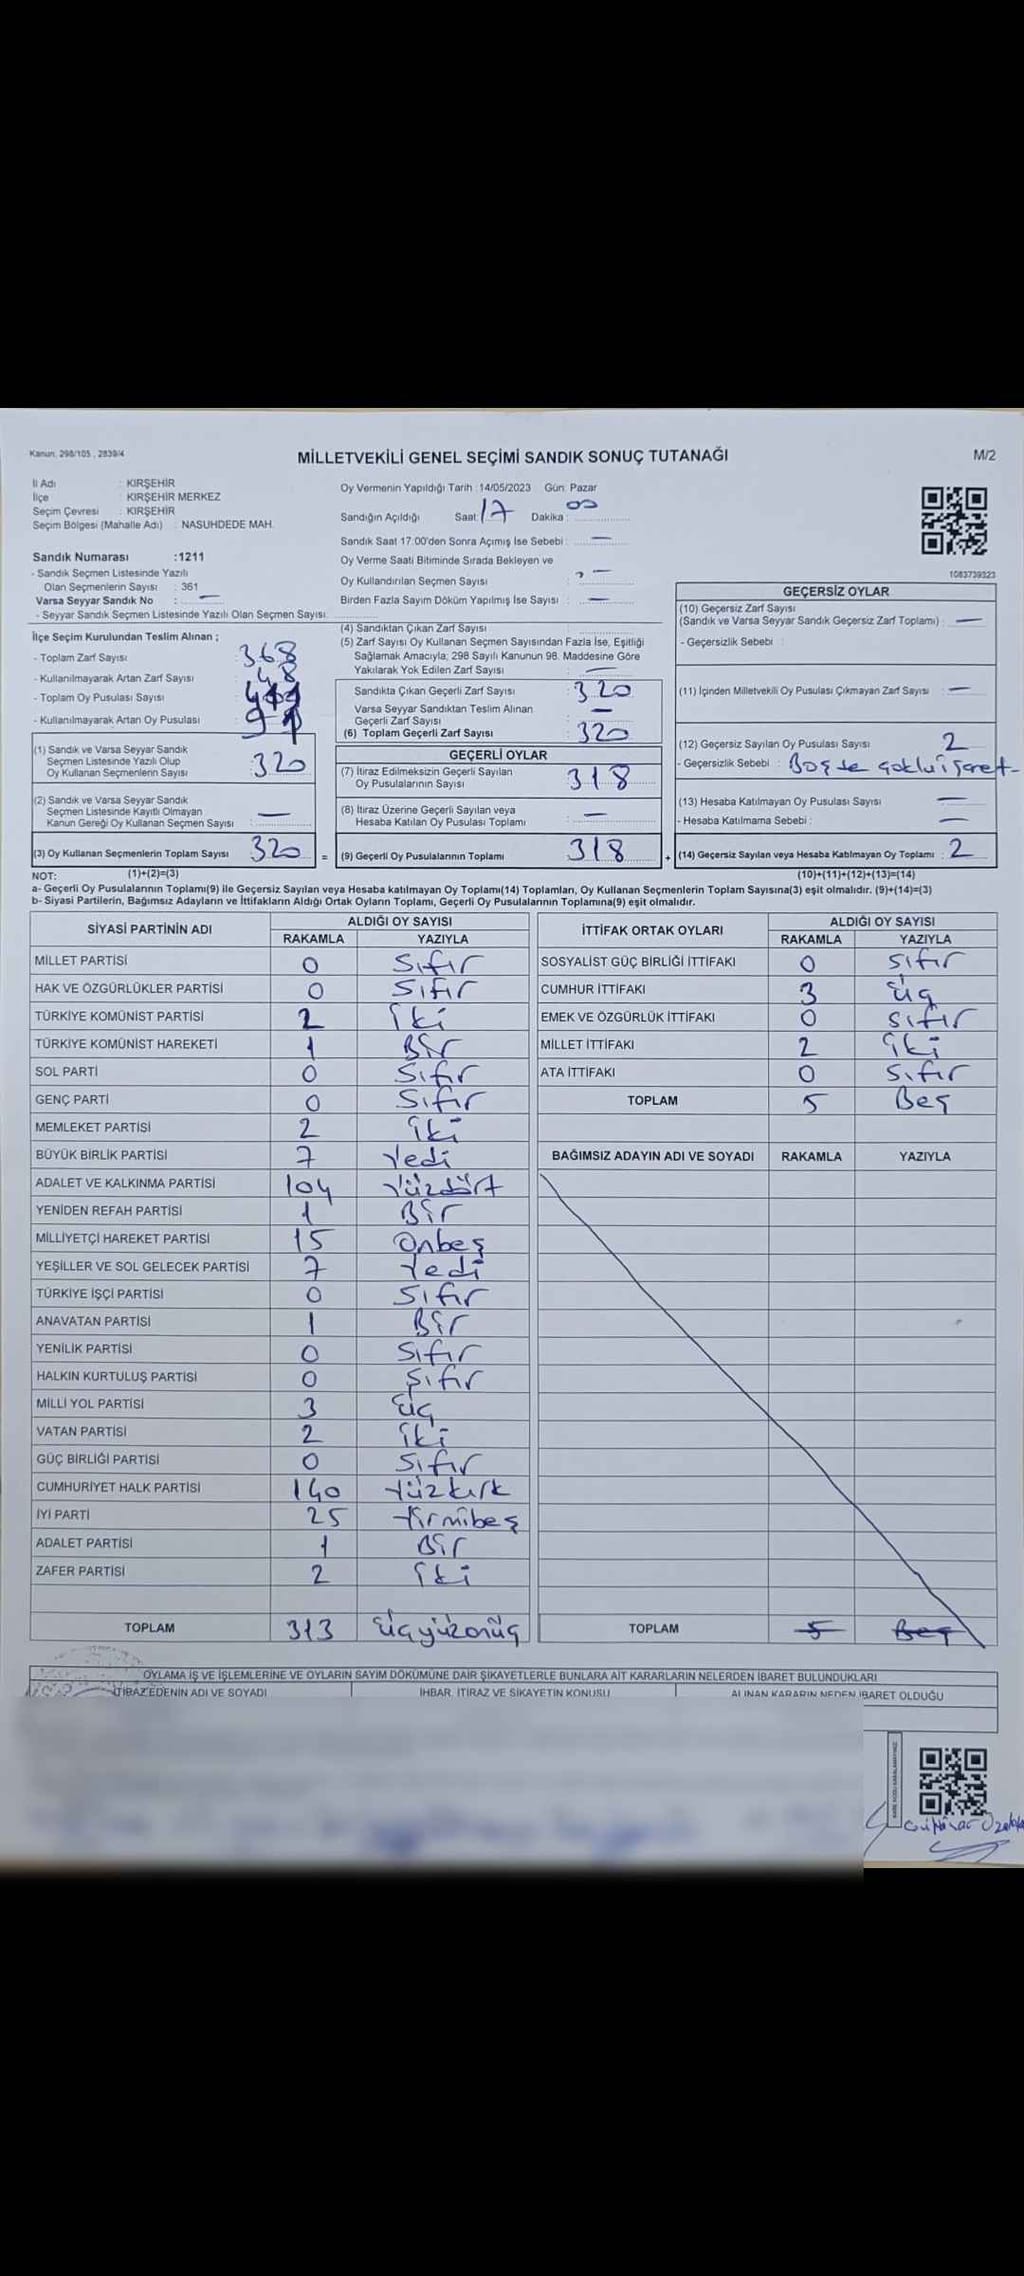 Kanun, 298/105 , 2839/4
MİLLETVEKİLİ GENEL SEÇİMİ SANDIK SONUÇ TUTANAĞI
M/2
İl Adı : KIRŞEHİR
İlçe : KIRŞEHİR MERKEZ
Seçim Çevresi : KIRŞEHİR
Seçim Bölgesi (Mahalle Adı) : NASUHDEDE MAH.
Oy Vermenin Yapıldığı Tarih :14/05/2023 Gün: Pazar
Sandığın Açıldığı Saat: 17 Dakika : 00
Sandık Saat 17:00'den Sonra Açımış İse Sebebi : —
Oy Verme Saati Bitiminde Sırada Bekleyen ve
Oy Kullandırılan Seçmen Sayısı : —
Birden Fazla Sayım Döküm Yapılmış İse Sayısı : —
Sandık Numarası :1211
- Sandık Seçmen Listesinde Yazılı
Olan Seçmenlerin Sayısı : 361
Varsa Seyyar Sandık No : —
- Seyyar Sandık Seçmen Listesinde Yazılı Olan Seçmen Sayısı:
1083739323
İlçe Seçim Kurulundan Teslim Alınan ;
- Toplam Zarf Sayısı : 368
- Kullanılmayarak Artan Zarf Sayısı : 48
- Toplam Oy Pusulası Sayısı
- Kullanılmayarak Artan Oy Pusulası
(1) Sandık ve Varsa Seyyar Sandık
Seçmen Listesinde Yazılı Olup
Oy Kullanan Seçmenlerin Sayısı : 320
(2) Sandık ve Varsa Seyyar Sandık
Seçmen Listesinde Kayıtlı Olmayan
Kanun Gereği Oy Kullanan Seçmen Sayısı : —
(3) Oy Kullanan Seçmenlerin Toplam Sayısı : 320 =
(4) Sandıktan Çıkan Zarf Sayısı :
(5) Zarf Sayısı Oy Kullanan Seçmen Sayısından Fazla İse, Eşitliği
Sağlamak Amacıyla; 298 Sayılı Kanunun 98. Maddesine Göre
Yakılarak Yok Edilen Zarf Sayısı : —
Sandıkta Çıkan Geçerli Zarf Sayısı : 320
Varsa Seyyar Sandıktan Teslim Alınan
Geçerli Zarf Sayısı : —
(6) Toplam Geçerli Zarf Sayısı : 320
GEÇERLİ OYLAR
(7) İtiraz Edilmeksizin Geçerli Sayılan
Oy Pusulalarının Sayısı : 318
(8) İtiraz Üzerine Geçerli Sayılan veya
Hesaba Katılan Oy Pusulası Toplamı : —
(9) Geçerli Oy Pusulalarının Toplamı 318 +
GEÇERSİZ OYLAR
(10) Geçersiz Zarf Sayısı
(Sandık ve Varsa Seyyar Sandık Geçersiz Zarf Toplamı) : —
- Geçersizlik Sebebi :
(11) İçinden Milletvekili Oy Pusulası Çıkmayan Zarf Sayısı : —
(12) Geçersiz Sayılan Oy Pusulası Sayısı 2
- Geçersizlik Sebebi : Boş ve çoklu işaret
(13) Hesaba Katılmayan Oy Pusulası Sayısı —
- Hesaba Katılmama Sebebi : —
(14) Geçersiz Sayılan veya Hesaba Katılmayan Oy Toplamı : 2
NOT: (1)+(2)=(3)
(10)+(11)+(12)+(13)=(14)
a- Geçerli Oy Pusulalarının Toplamı(9) ile Geçersiz Sayılan veya Hesaba katılmayan Oy Toplamı(14) Toplamları, Oy Kullanan Seçmenlerin Toplam Sayısına(3) eşit olmalıdır. (9)+(14)=(3)
b- Siyasi Partilerin, Bağımsız Adayların ve İttifakların Aldığı Ortak Oyların Toplamı, Geçerli Oy Pusulalarının Toplamına(9) eşit olmalıdır.
SİYASİ PARTİNİN ADI ALDIĞI OY SAYISI
RAKAMLA YAZIYLA
MİLLET PARTİSİ 0 Sıfır
HAK VE ÖZGÜRLÜKLER PARTİSİ 0 Sıfır
TÜRKİYE KOMÜNİST PARTİSİ 2 İki
TÜRKİYE KOMÜNİST HAREKETİ 1 Bir
SOL PARTİ 0 Sıfır
GENÇ PARTİ 0 Sıfır
MEMLEKET PARTİSİ 2 İki
BÜYÜK BİRLİK PARTİSİ 7 Yedi
ADALET VE KALKINMA PARTİSİ 104 Yüzdört
YENİDEN REFAH PARTİSİ 1 Bir
MİLLİYETÇİ HAREKET PARTİSİ 15 Onbeş
YEŞİLLER VE SOL GELECEK PARTİSİ 7 Yedi
TÜRKİYE İŞÇİ PARTİSİ 0 Sıfır
ANAVATAN PARTİSİ 1 Bir
YENİLİK PARTİSİ 0 Sıfır
HALKIN KURTULUŞ PARTİSİ 0 Sıfır
MİLLİ YOL PARTİSİ 3 üç
VATAN PARTİSİ 2 İki
GÜÇ BİRLİĞİ PARTİSİ 0 Sıfır
CUMHURİYET HALK PARTİSİ 140 Yüzkırk
İYİ PARTİ 25 Yirmibeş
ADALET PARTİSİ 1 Bir
ZAFER PARTİSİ 2 İki
TOPLAM 313 üçyüzonüç
İTTİFAK ORTAK OYLARI ALDIĞI OY SAYISI
RAKAMLA YAZIYLA
SOSYALİST GÜÇ BİRLİĞİ İTTİFAKI 0 Sıfır
CUMHUR İTTİFAKI 3 üç
EMEK VE ÖZGÜRLÜK İTTİFAKI 0 Sıfır
MİLLET İTTİFAKI 2 İki
ATA İTTİFAKI 0 Sıfır
TOPLAM 5 Beş
BAĞIMSIZ ADAYIN ADI VE SOYADI RAKAMLA YAZIYLA
TOPLAM 5 Beş
OYLAMA İŞ VE İŞLEMLERİNE VE OYLARIN SAYIM DÖKÜMÜNE DAİR ŞİKAYETLERLE BUNLARA AİT KARARLARIN NELERDEN İBARET BULUNDUKLARI
İTİRAZ EDENİN ADI VE SOYADI İHBAR, İTİRAZ VE ŞİKAYETİN KONUSU ALINAN KARARIN NEDEN İBARET OLDUĞU